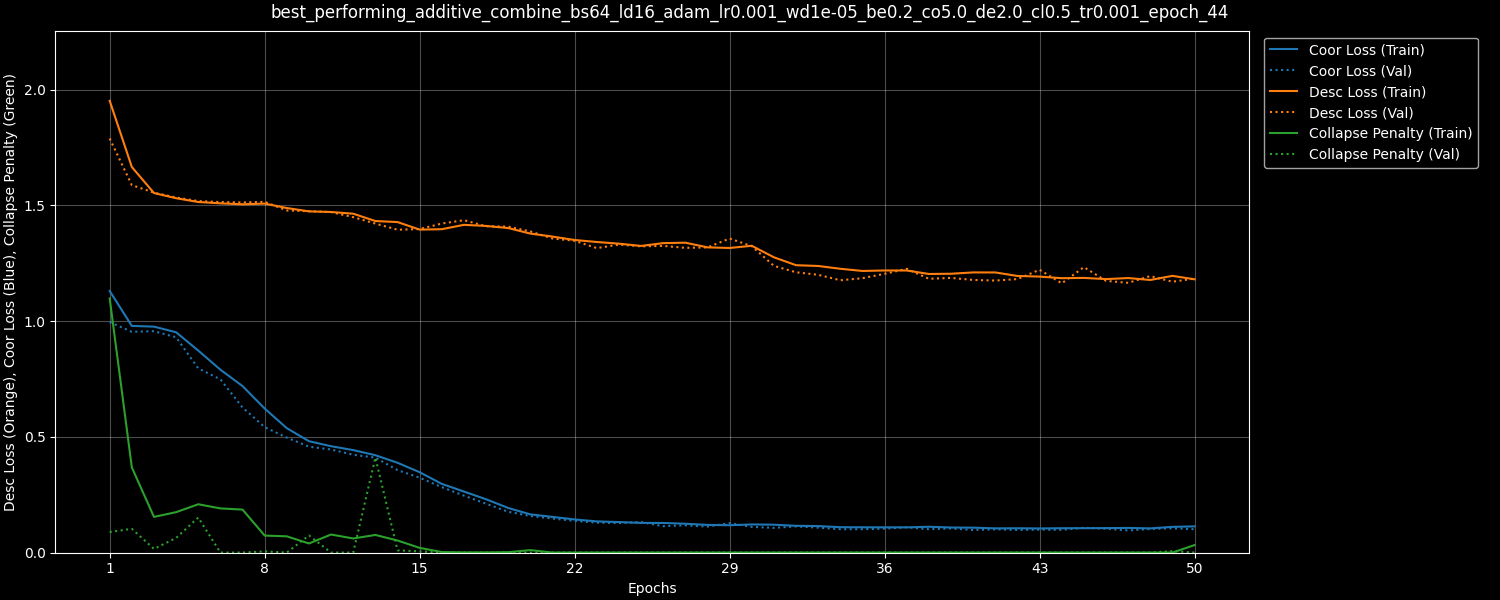 best_performing_additive_combine_bs64_ld16_adam_lr0.001_wd1e-05_be0.2_co5.0_de2.0_cl0.5_tr0.001_epoch_44
Desc Loss (Orange), Coor Loss (Blue), Collapse Penalty (Green)
2.0
1.5
1.0
0.5
0.0
1
8
15
22
29
36
43
50
Epochs
Coor Loss (Train)
Coor Loss (Val)
Desc Loss (Train)
Desc Loss (Val)
Collapse Penalty (Train)
Collapse Penalty (Val)